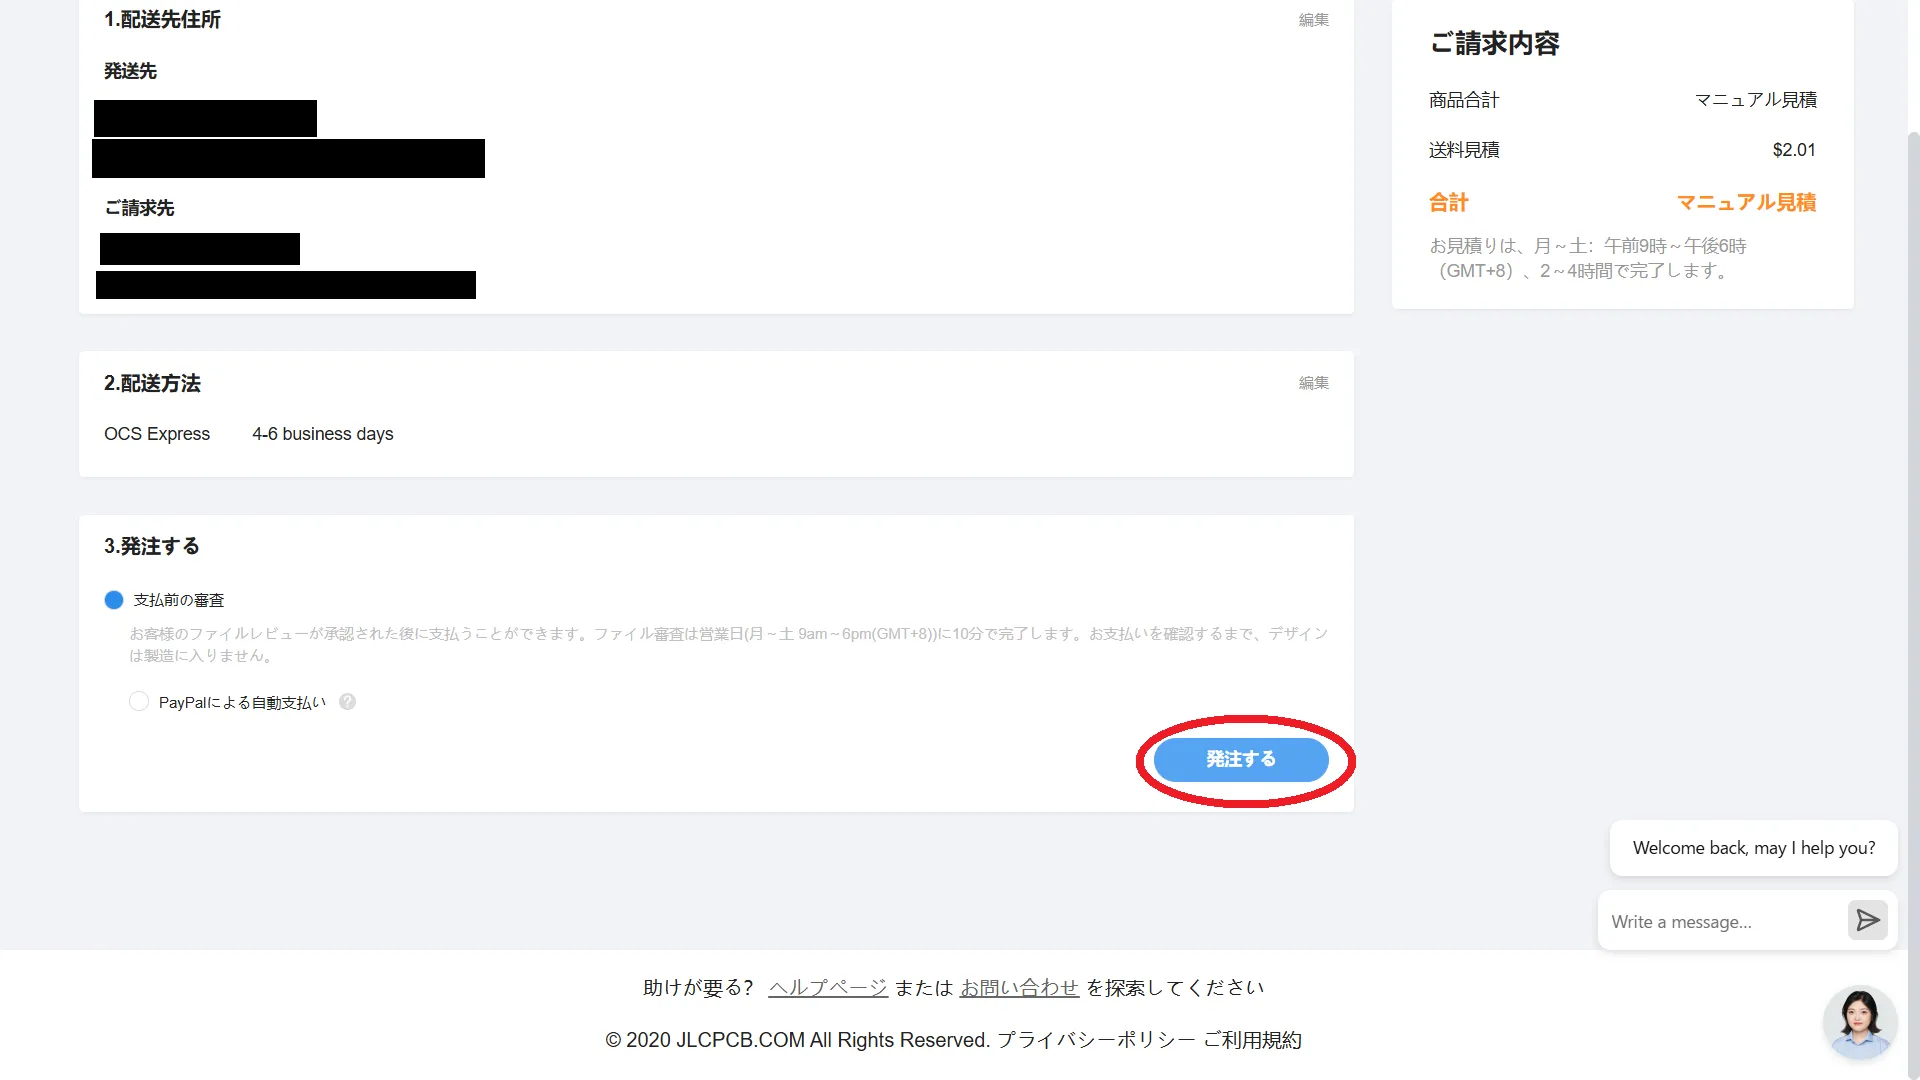 1.配送先住所
編集
発送先
ご請求先
2.配送方法
編集
OCS Express 4-6 business days
3.発注する
支払前の審査
お客様のファイルレビューが承認された後に支払うことができます。ファイル審査は営業日(月～土 9am～6pm(GMT+8))に10分で完了します。お支払いを確認するまで、デザイン
は製造に入りません。
PayPalによる自動支払い ?
発注する
ご請求内容
商品合計 マニュアル見積
送料見積 $2.01
合計 マニュアル見積
お見積りは、月～土: 午前9時～午後6時
（GMT+8）、2～4時間で完了します。
Welcome back, may I help you?
Write a message...
助けが要る？ ヘルプページ または お問い合わせ を探索してください
© 2020 JLCPCB.COM All Rights Reserved. プライバシーポリシー ご利用規約